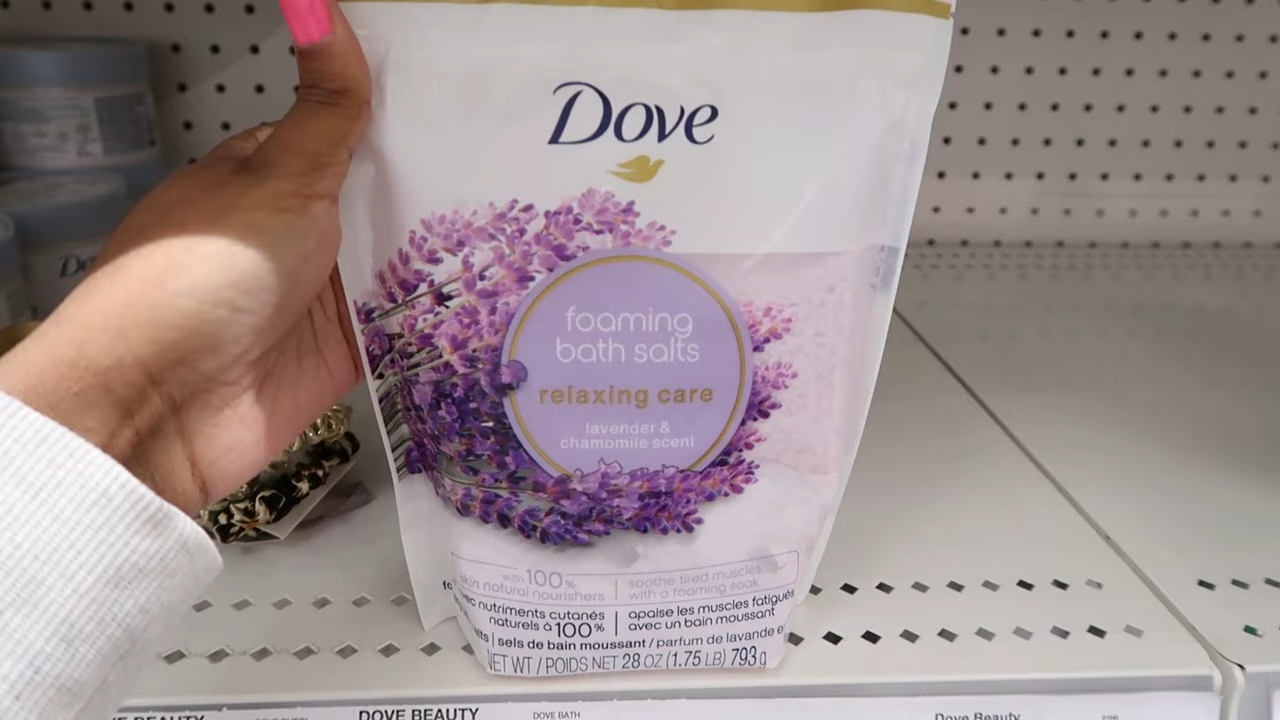 Dove
foaming
bath salts
relaxing care
lavender &
chamomile scent
with 100%
skin natural nourishers
soothe tired muscles
with a foaming soak
nutriments cutanés
naturels à 100%
apaise les muscles fatigués
avec un bain moussant
sels de bain moussant / parfum de lavande
NET WT / POIDS NET 28 OZ (1.75 LB) 793g
BEAUTY
DOVE BEAUTY
DOVE BATH
Dove Beauty